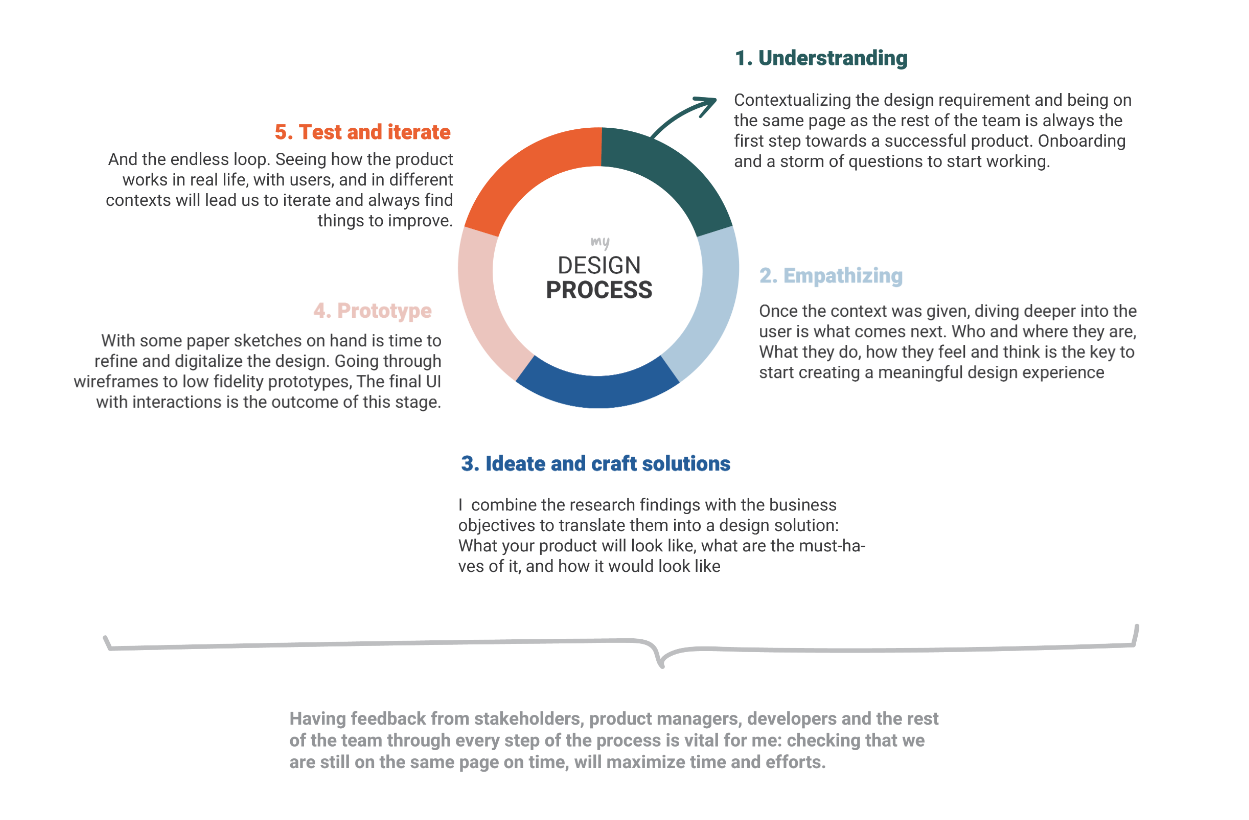 my
DESIGN
PROCESS
1. Understranding
Contextualizing the design requirement and being on
the same page as the rest of the team is always the
first step towards a successful product. Onboarding
and a storm of questions to start working.
2. Empathizing
Once the context was given, diving deeper into the
user is what comes next. Who and where they are,
What they do, how they feel and think is the key to
start creating a meaningful design experience
3. Ideate and craft solutions
I combine the research findings with the business
objectives to translate them into a design solution:
What your product will look like, what are the must-ha-
ves of it, and how it would look like
4. Prototype
With some paper sketches on hand is time to
refine and digitalize the design. Going through
wireframes to low fidelity prototypes, The final UI
with interactions is the outcome of this stage.
5. Test and iterate
And the endless loop. Seeing how the product
works in real life, with users, and in different
contexts will lead us to iterate and always find
things to improve.
Having feedback from stakeholders, product managers, developers and the rest
of the team through every step of the process is vital for me: checking that we
are still on the same page on time, will maximize time and efforts.